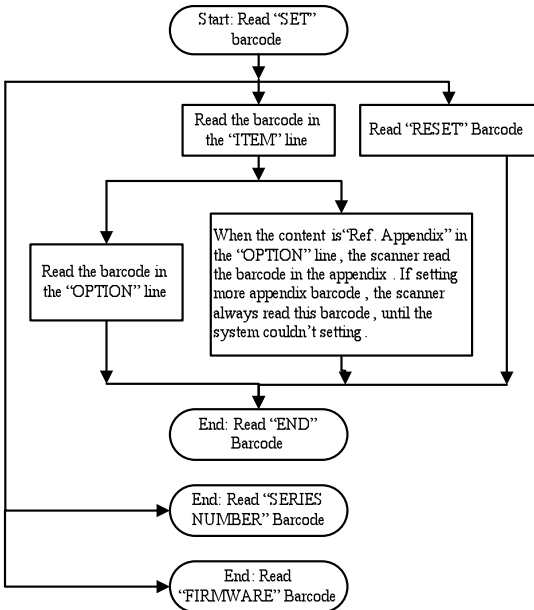 Start: Read “SET”
barcode
Read the barcode in
the “ITEM” line
Read “RESET” Barcode
Read the barcode in
the “OPTION” line
When the content is“Ref. Appendix” in
the “OPTION” line, the scanner read
the barcode in the appendix . If setting
more appendix barcode , the scanner
always read this barcode, until the
system couldn’t setting .
End: Read “END”
Barcode
End: Read “SERIES
NUMBER” Barcode
End: Read
“FIRMWARE” Barcode